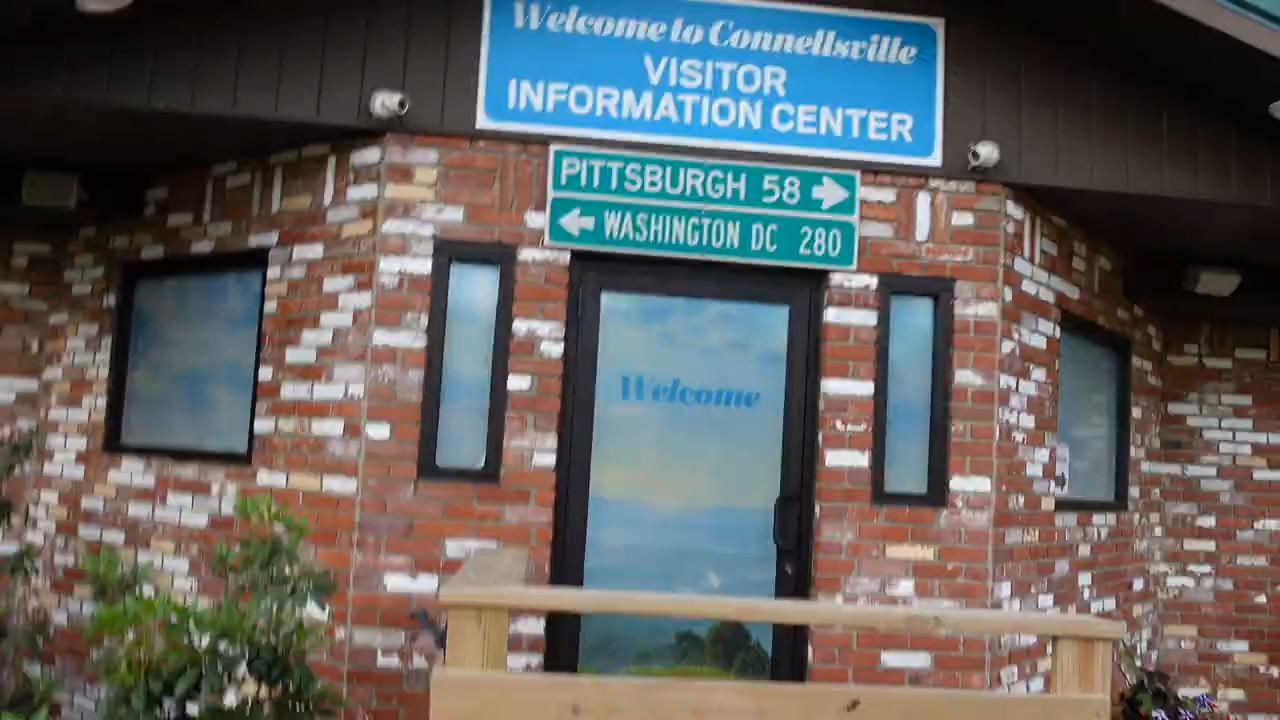 Welcome to Connellsville
VISITOR
INFORMATION CENTER
PITTSBURGH 58
WASHINGTON DC 280
Welcome